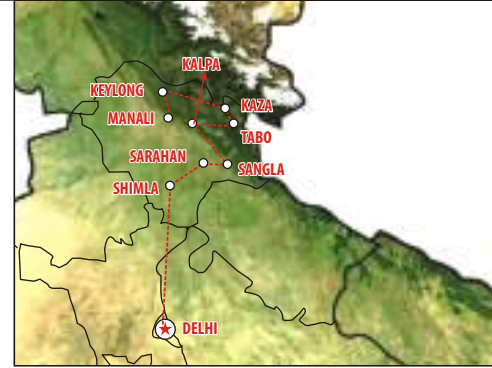 KALPA
KEYLONG
KAZA
MANALI
TABO
SARAHAN
SANGLA
SHIMLA
DELHI